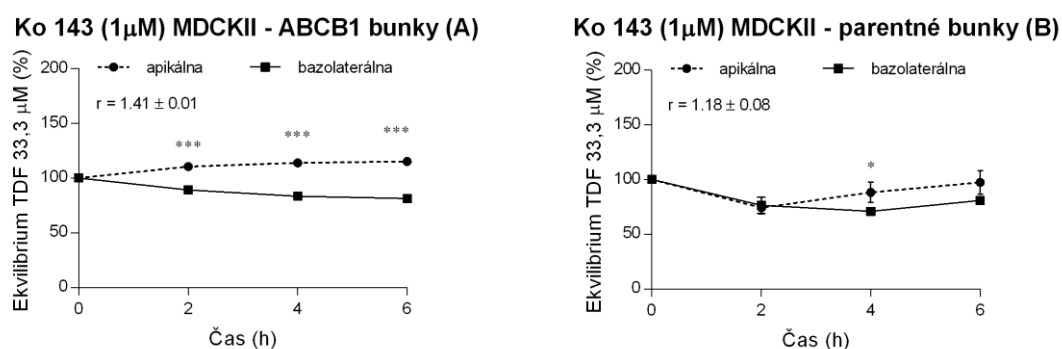 Ko 143 (1µM) MDCKII - ABCB1 bunky (A)
Ekvilibrium TDF 33,3 µM (%)
apikálna
bazolaterálna
r = 1.41 ± 0.01
***
***
***
200
150
100
50
0
0
2
4
6
Čas (h)
Ko 143 (1µM) MDCKII - parentné bunky (B)
Ekvilibrium TDF 33,3 µM (%)
apikálna
bazolaterálna
r = 1.18 ± 0.08
*
200
150
100
50
0
0
2
4
6
Čas (h)